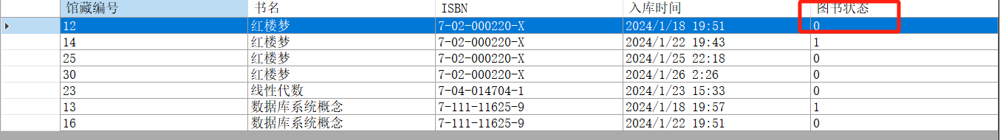 馆藏编号 书名 ISBN 入库时间 图书状态
12 红楼梦 7-02-000220-X 2024/1/18 19:51 0
14 红楼梦 7-02-000220-X 2024/1/22 19:43 1
25 红楼梦 7-02-000220-X 2024/1/25 22:18 0
30 红楼梦 7-02-000220-X 2024/1/26 2:26 0
23 线性代数 7-04-014704-1 2024/1/23 15:33 0
13 数据库系统概念 7-111-11625-9 2024/1/18 19:57 1
16 数据库系统概念 7-111-11625-9 2024/1/22 19:51 0